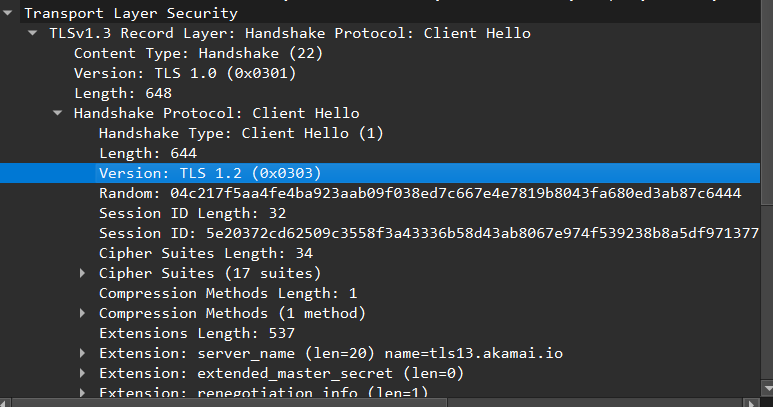 Transport Layer Security
TLSv1.3 Record Layer: Handshake Protocol: Client Hello
Content Type: Handshake (22)
Version: TLS 1.0 (0x0301)
Length: 648
Handshake Protocol: Client Hello
Handshake Type: Client Hello (1)
Length: 644
Version: TLS 1.2 (0x0303)
Random: 04c217f5aa4fe4ba923aab09f038ed7c667e4e7819b8043fa680ed3ab87c6444
Session ID Length: 32
Session ID: 5e20372cd62509c3558f3a43336b58d43ab8067e974f539238b8a5df971377
Cipher Suites Length: 34
Cipher Suites (17 suites)
Compression Methods Length: 1
Compression Methods (1 method)
Extensions Length: 537
Extension: server_name (len=20) name=tls13.akamai.io
Extension: extended_master_secret (len=0)
Extension: renegotiation_info (len=1)